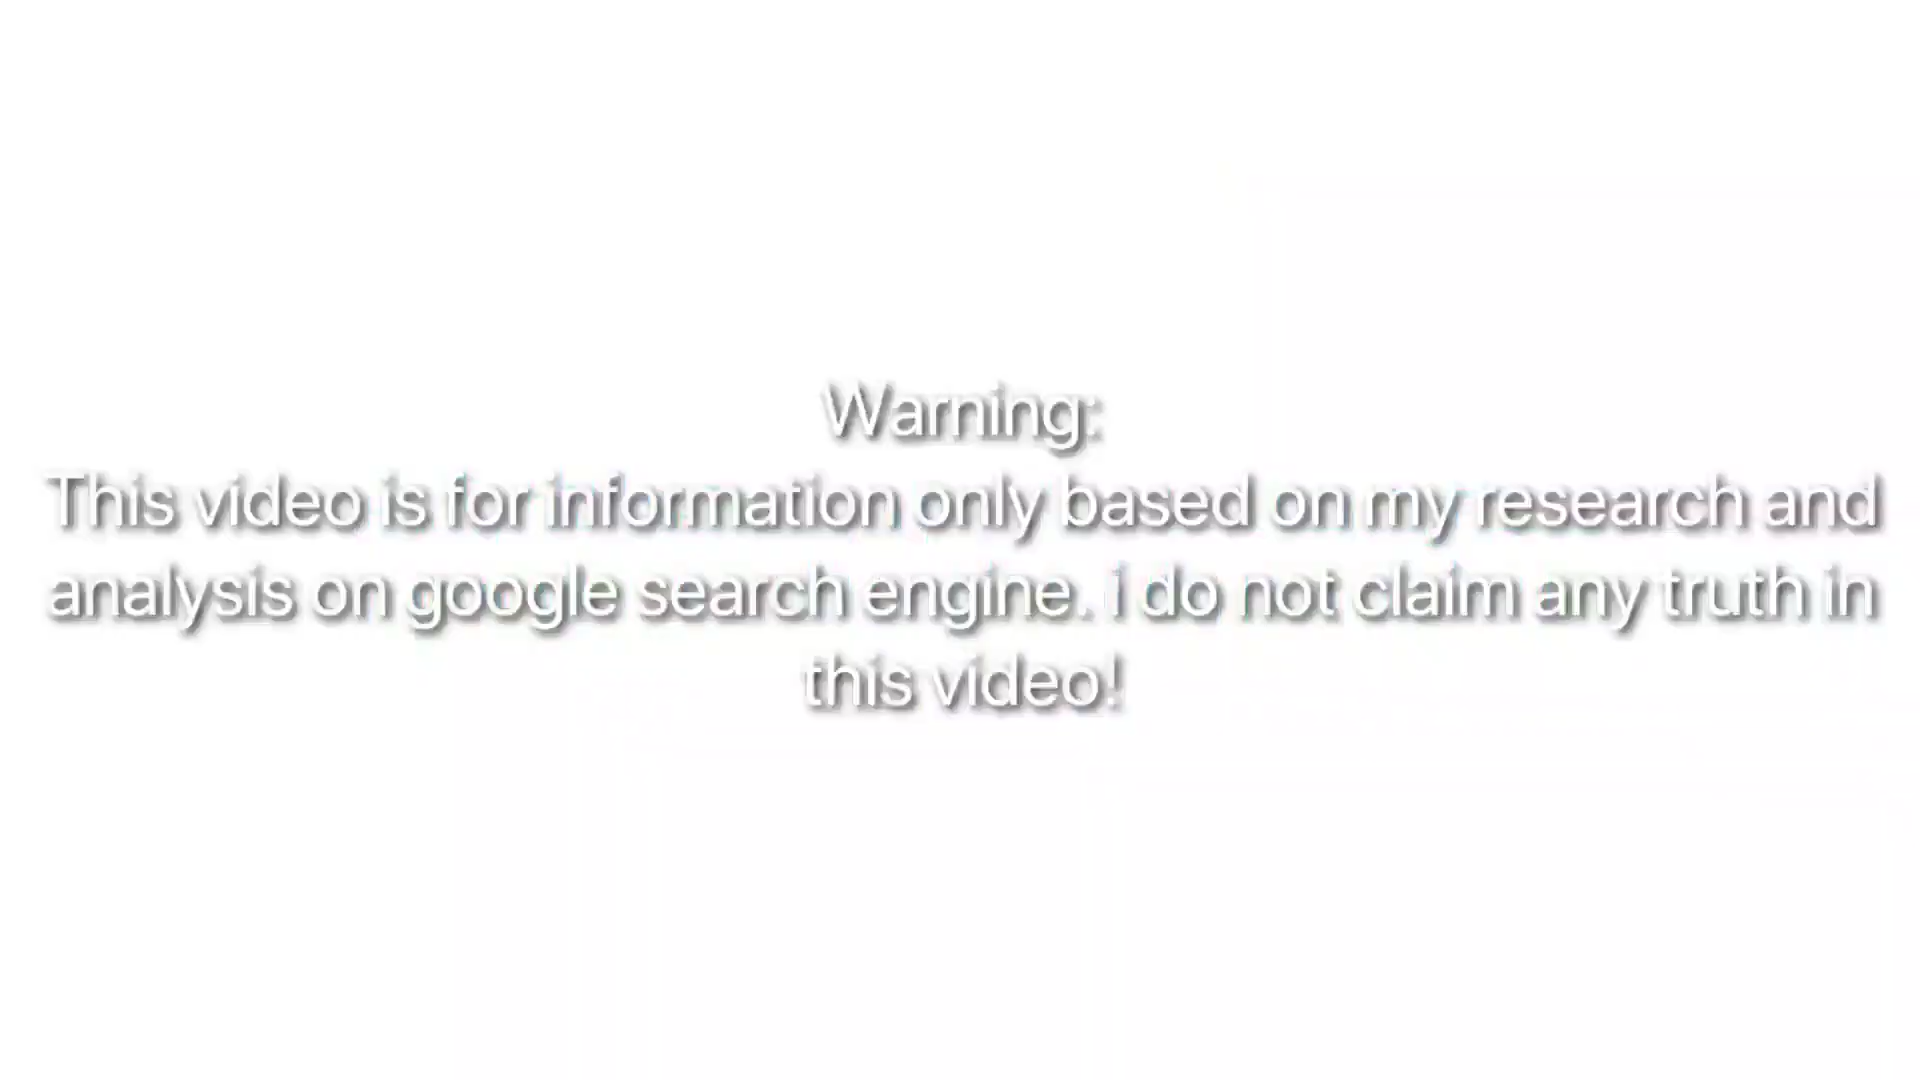 Warning:
This video is for information only based on my research and
analysis on google search engine. i do not claim any truth in
this video!